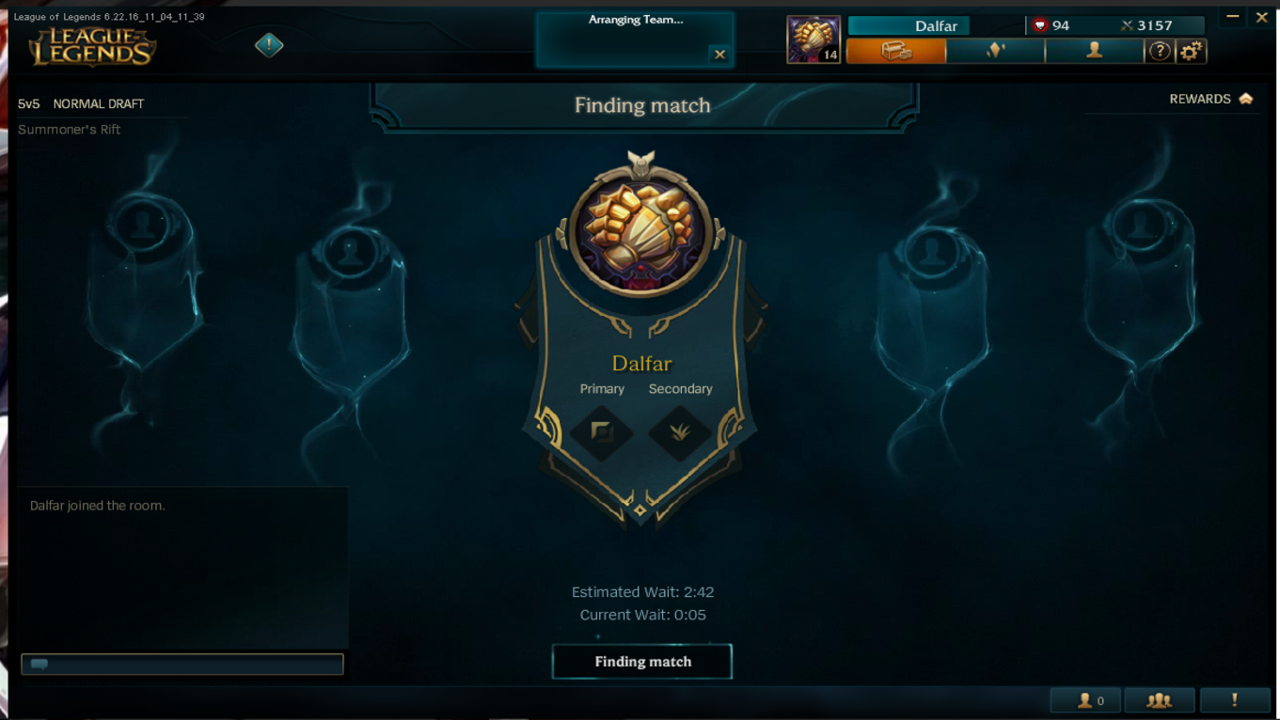 League of Legends 6.22.16_11_04_11_39
LEAGUE OF
LEGENDS
Arranging Team...
Dalfar
94
3157
14
?
5v5 NORMAL DRAFT
Finding match
REWARDS
Summoner's Rift
Dalfar
Primary Secondary
Dalfar joined the room.
Estimated Wait: 2:42
Current Wait: 0:05
Finding match
0